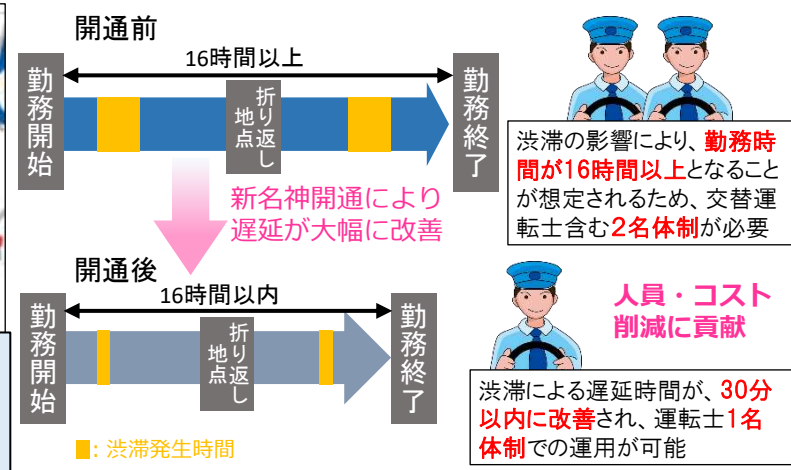 開通前
16時間以上
勤務開始
折り返し
地点
勤務終了
渋滞の影響により、勤務時
間が16時間以上となること
が想定されるため、交替運
転士含む2名体制が必要
新名神開通により
遅延が大幅に改善
開通後
16時間以内
勤務開始
折り返し
地点
勤務終了
人員・コスト
削減に貢献
渋滞による遅延時間が、30分
以内に改善され、運転士1名
体制での運用が可能
:渋滞発生時間